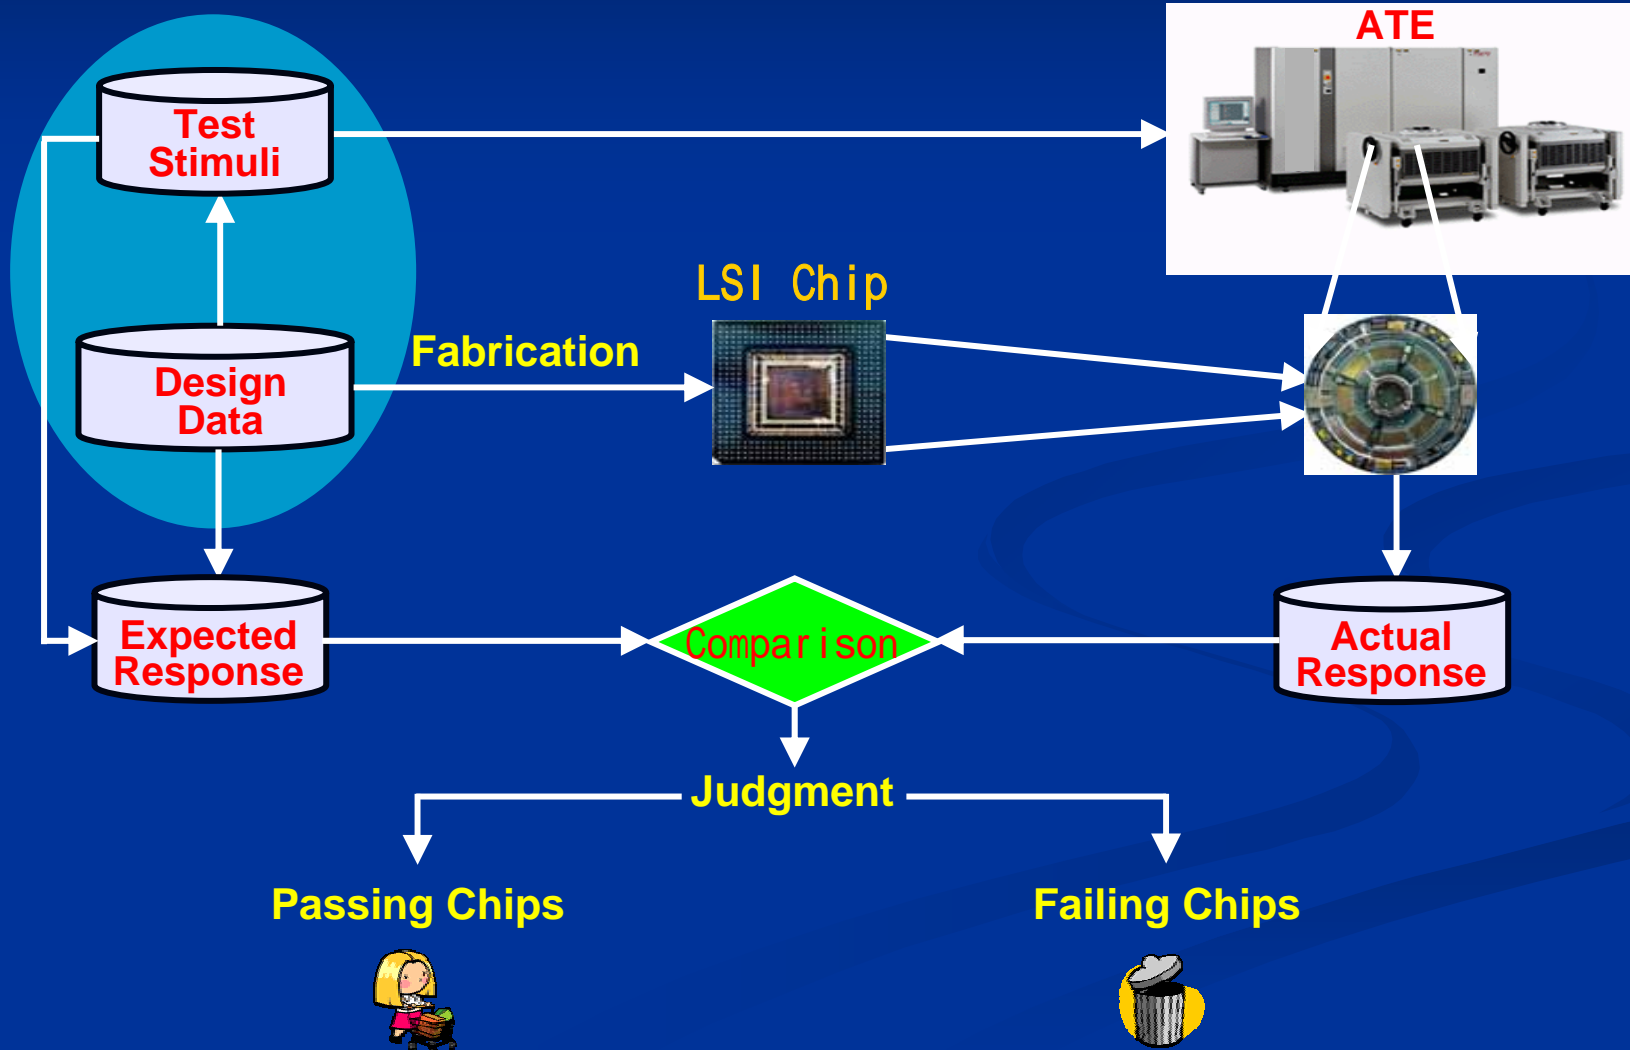 ATE
Test
Stimuli
LSI Chip
Fabrication
Design
Data
Expected
Response
Comparison
Actual
Response
Judgment
Passing Chips
Failing Chips